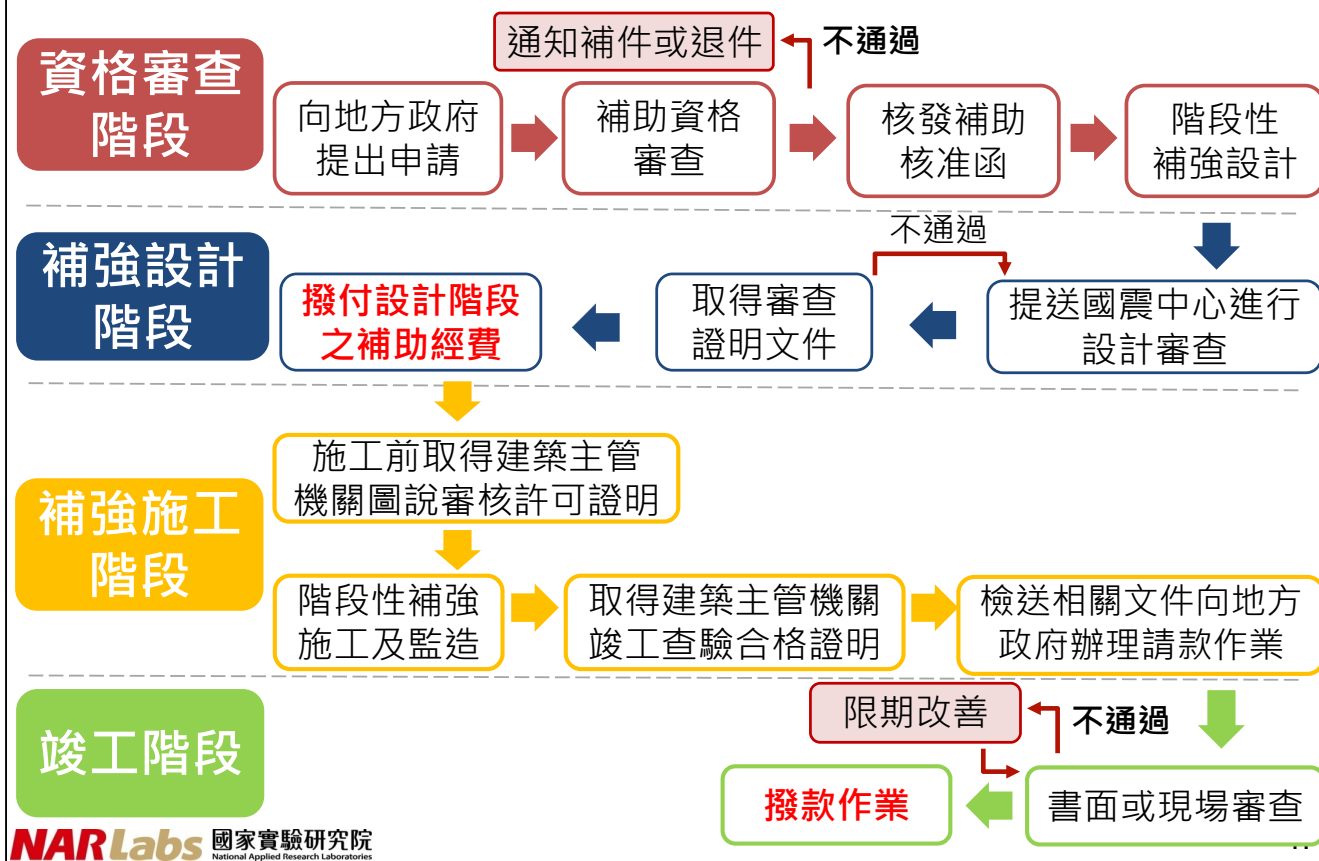 通知補件或退件
不通過
資格審查
階段
向地方政府
提出申請
補助資格
審查
核發補助
核准函
階段性
補強設計
補強設計
階段
不通過
撥付設計階段
之補助經費
取得審查
證明文件
提送國震中心進行
設計審查
補強施工
階段
施工前取得建築主管
機關圖說審核許可證明
階段性補強
施工及監造
取得建築主管機關
竣工查驗合格證明
檢送相關文件向地方
政府辦理請款作業
竣工階段
限期改善
不通過
撥款作業
書面或現場審查
NARLabs 國家實驗研究院
National Applied Research Laboratories